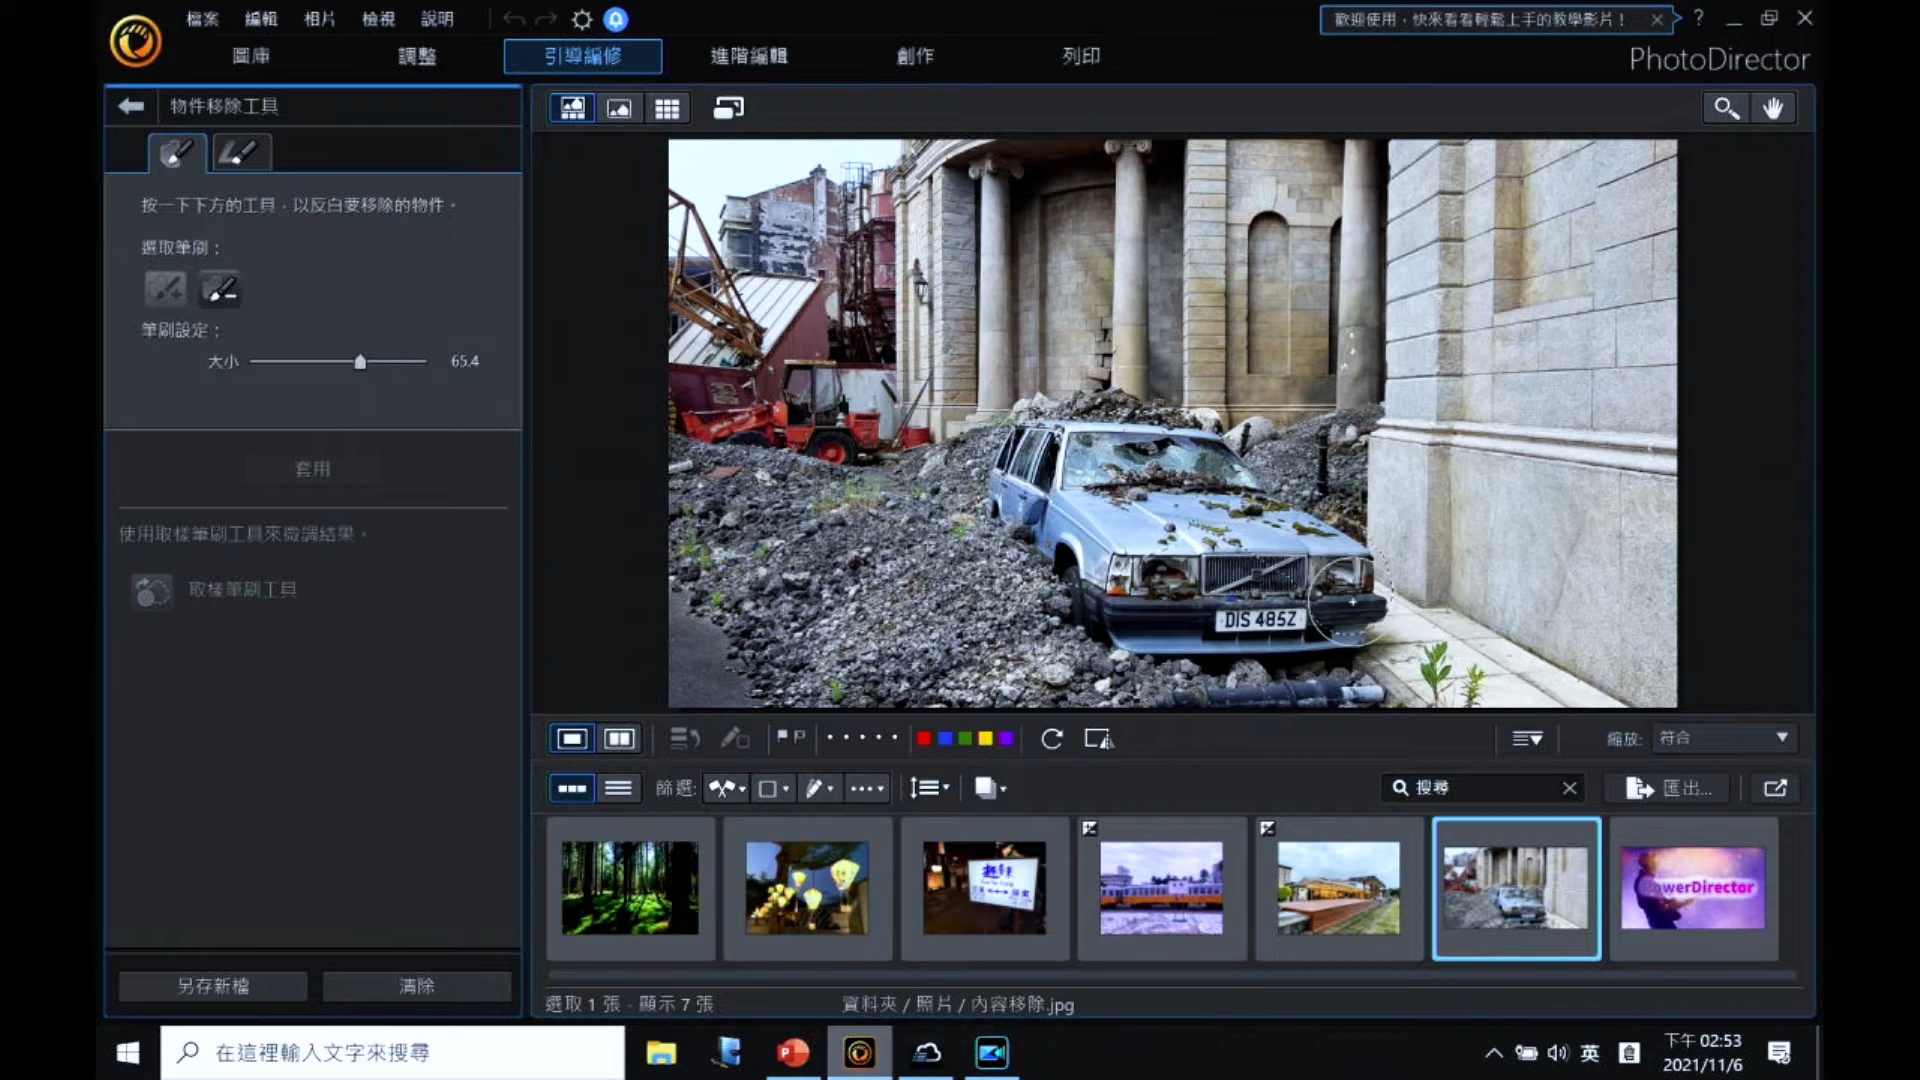 檔案 編輯 相片 檢視 說明
歡迎使用，快來看看輕鬆上手的教學影片！
圖庫 調整 引導編修 進階編輯 創作 列印
PhotoDirector
物件移除工具
按一下下方的工具，以反白要移除的物件。
選取筆刷：
筆刷設定：
大小 65.4
套用
使用取樣筆刷工具來微調結果。
取樣筆刷工具
另存新檔 清除
DIS 485Z
縮放: 符合
篩選: 搜尋 匯出...
PowerDirector
選取 1 張 - 顯示 7 張 資料夾 / 照片 / 內容移除.jpg
在這裡輸入文字來搜尋
英
下午 02:53
2021/11/6